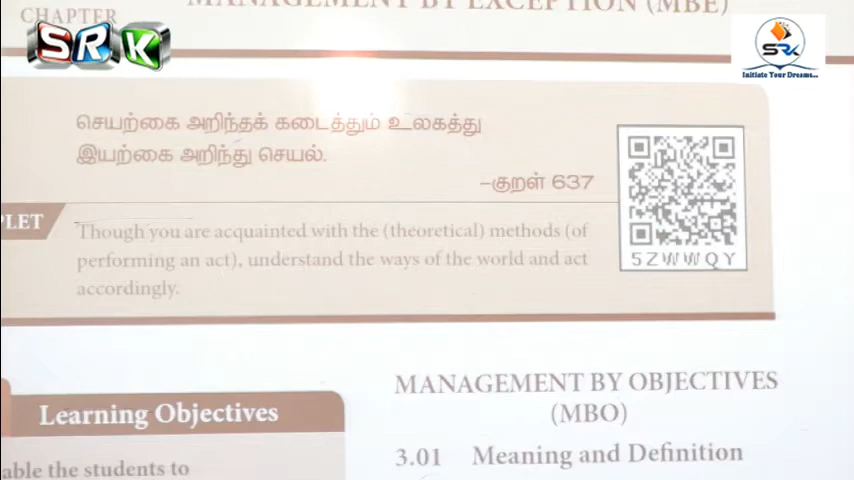 CHAPTER
MANAGEMENT BY EXCEPTION (MBE)
SRK
SRK
Initiate Your Dreams...
செயற்கை அறிந்தக் கடைத்தும் உலகத்து
இயற்கை அறிந்து செயல்.
–குறள் 637
PLET
Though you are acquainted with the (theoretical) methods (of
performing an act), understand the ways of the world and act
accordingly.
5ZWWQY
Learning Objectives
able the students to
MANAGEMENT BY OBJECTIVES
(MBO)
3.01 Meaning and Definition